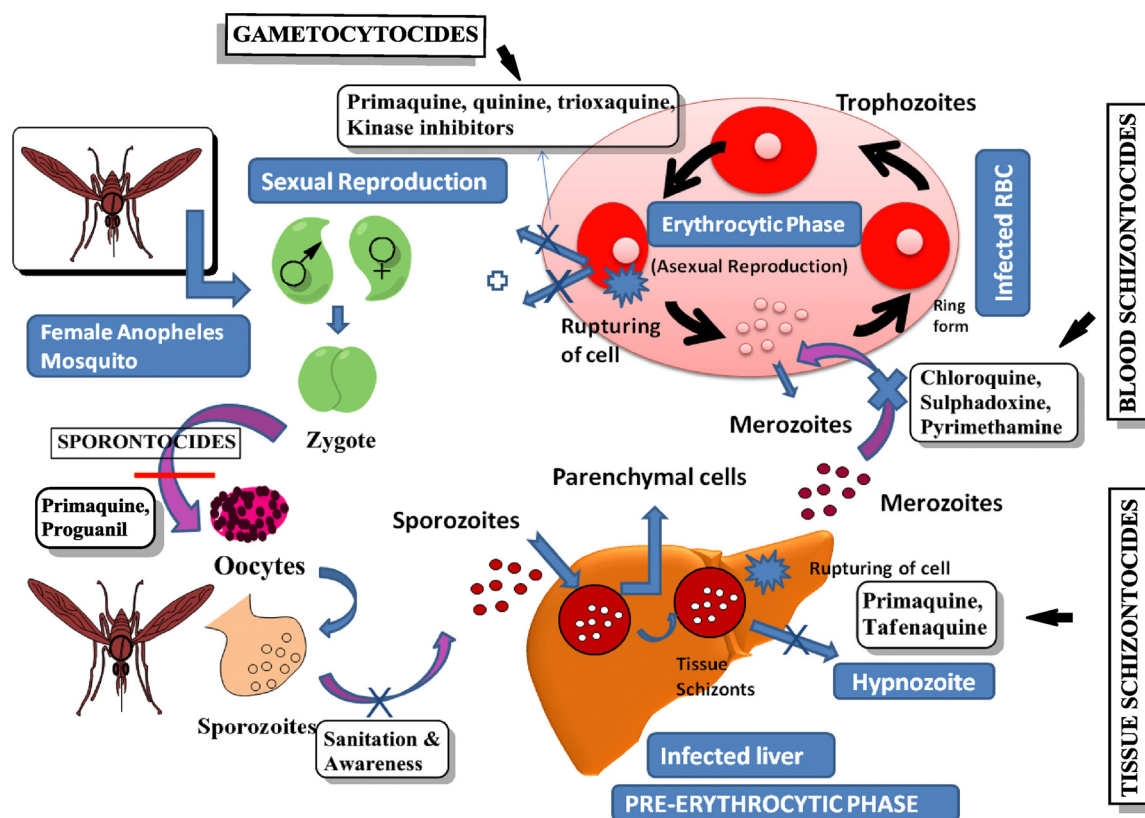 GAMETOCYTOCIDES
Primaquine, quinine, trioxaquine,
Kinase inhibitors
Trophozoites
BLOOD SCHIZONTOCIDES
Sexual Reproduction
Infected RBC
Erythrocytic Phase
(Asexual Reproduction)
Female Anopheles
Mosquito
Rupturing
of cell
Ring
form
Chloroquine,
Sulphadoxine,
Pyrimethamine
Merozoites
Zygote
SPORONTOCIDES
Primaquine,
Proguanil
Parenchymal cells
Merozoites
Sporozoites
Oocytes
Rupturing of cell
Primaquine,
Tafenaquine
TISSUE SCHIZONTOCIDES
Tissue
Schizonts
Hypnozoite
Sporozoites
Sanitation &
Awareness
Infected liver
PRE-ERYTHROCYTIC PHASE